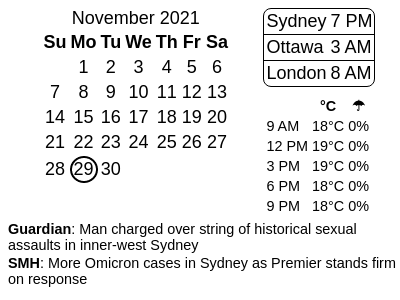 November 2021
Su Mo Tu We Th Fr Sa
1 2 3 4 5 6
7 8 9 10 11 12 13
14 15 16 17 18 19 20
21 22 23 24 25 26 27
28 29 30
Sydney 7 PM
Ottawa 3 AM
London 8 AM
°C ☂
9 AM 18°C 0%
12 PM 19°C 0%
3 PM 19°C 0%
6 PM 18°C 0%
9 PM 18°C 0%
Guardian: Man charged over string of historical sexual
assaults in inner-west Sydney
SMH: More Omicron cases in Sydney as Premier stands firm
on response